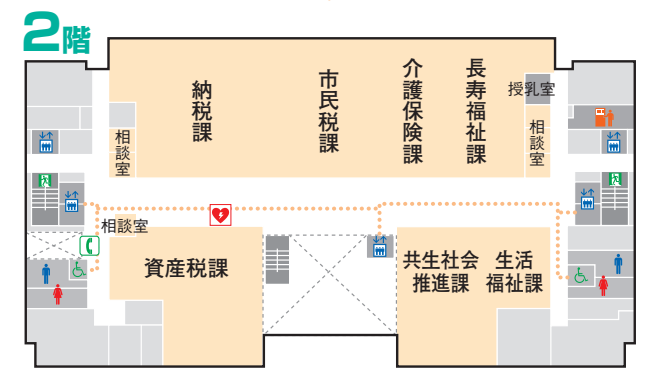 2階
納税課
市民税課
介護保険課
長寿福祉課
授乳室
相談室
相談室
相談室
資産税課
共生社会
推進課
生活
福祉課